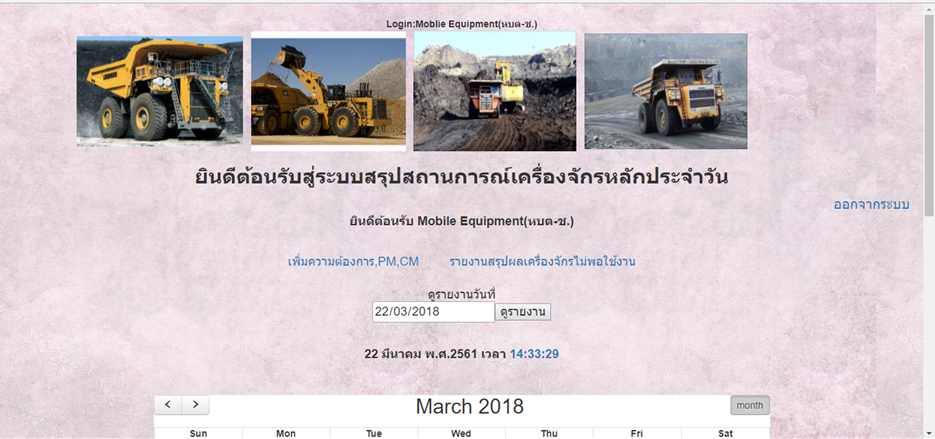 Login:Moblie Equipment(หบต-ช.)
ยินดีต้อนรับสู่ระบบสรุปสถานการณ์เครื่องจักรหลักประจำวัน
ออกจากระบบ
ยินดีต้อนรับ Mobile Equipment(หบต-ช.)
เพิ่มความต้องการ,PM,CM รายงานสรุปผลเครื่องจักรไม่พอใช้งาน
ดูรายงานวันที่
22/03/2018 ดูรายงาน
22 มีนาคม พ.ศ.2561 เวลา 14:33:29
< > March 2018 month
Sun Mon Tue Wed Thu Fri Sat